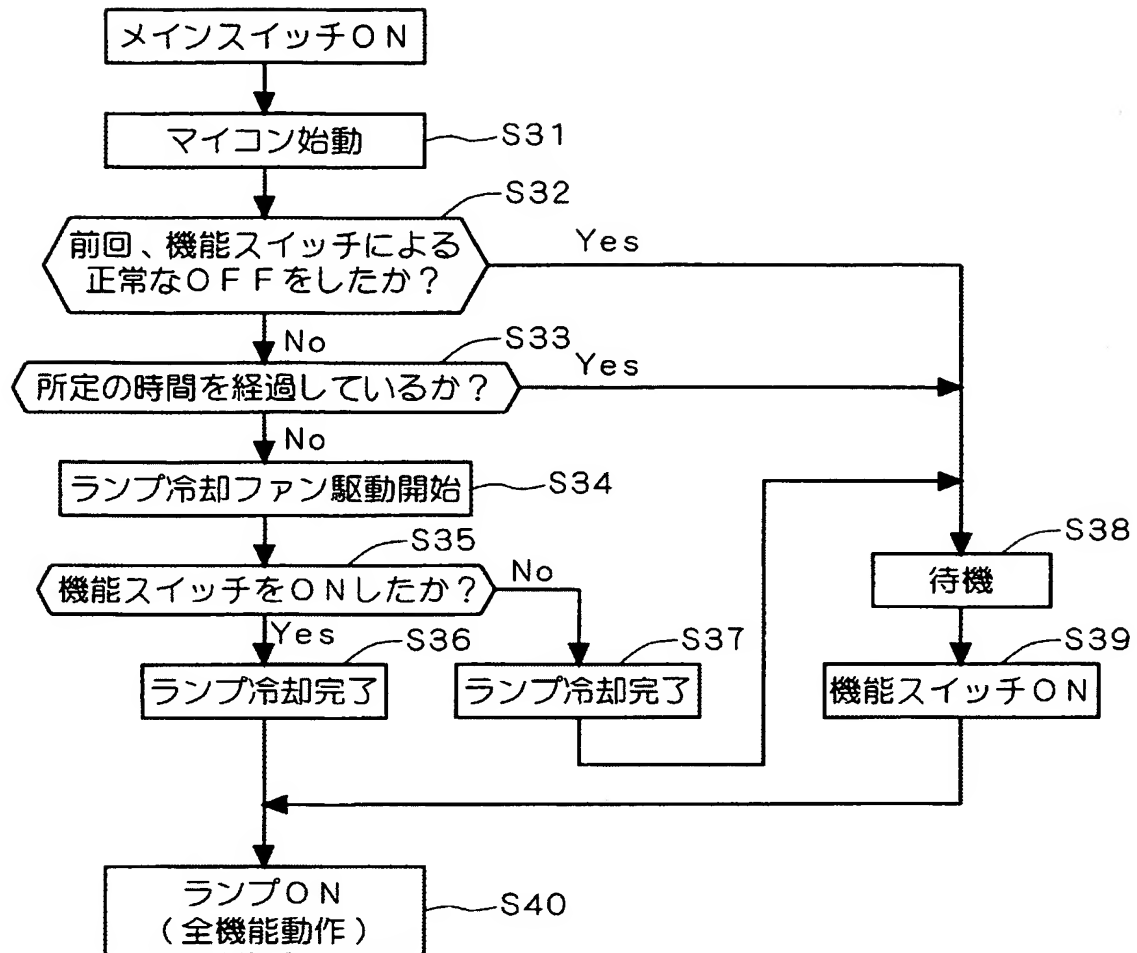 メインスイッチON
マイコン始動
S31
S32
前回、機能スイッチによる
正常なOFFをしたか？
Yes
No
S33
所定の時間を経過しているか？
Yes
No
ランプ冷却ファン駆動開始
S34
S35
機能スイッチをONしたか？
No
Yes
S36
ランプ冷却完了
S37
ランプ冷却完了
S38
待機
S39
機能スイッチON
ランプON
（全機能動作）
S40